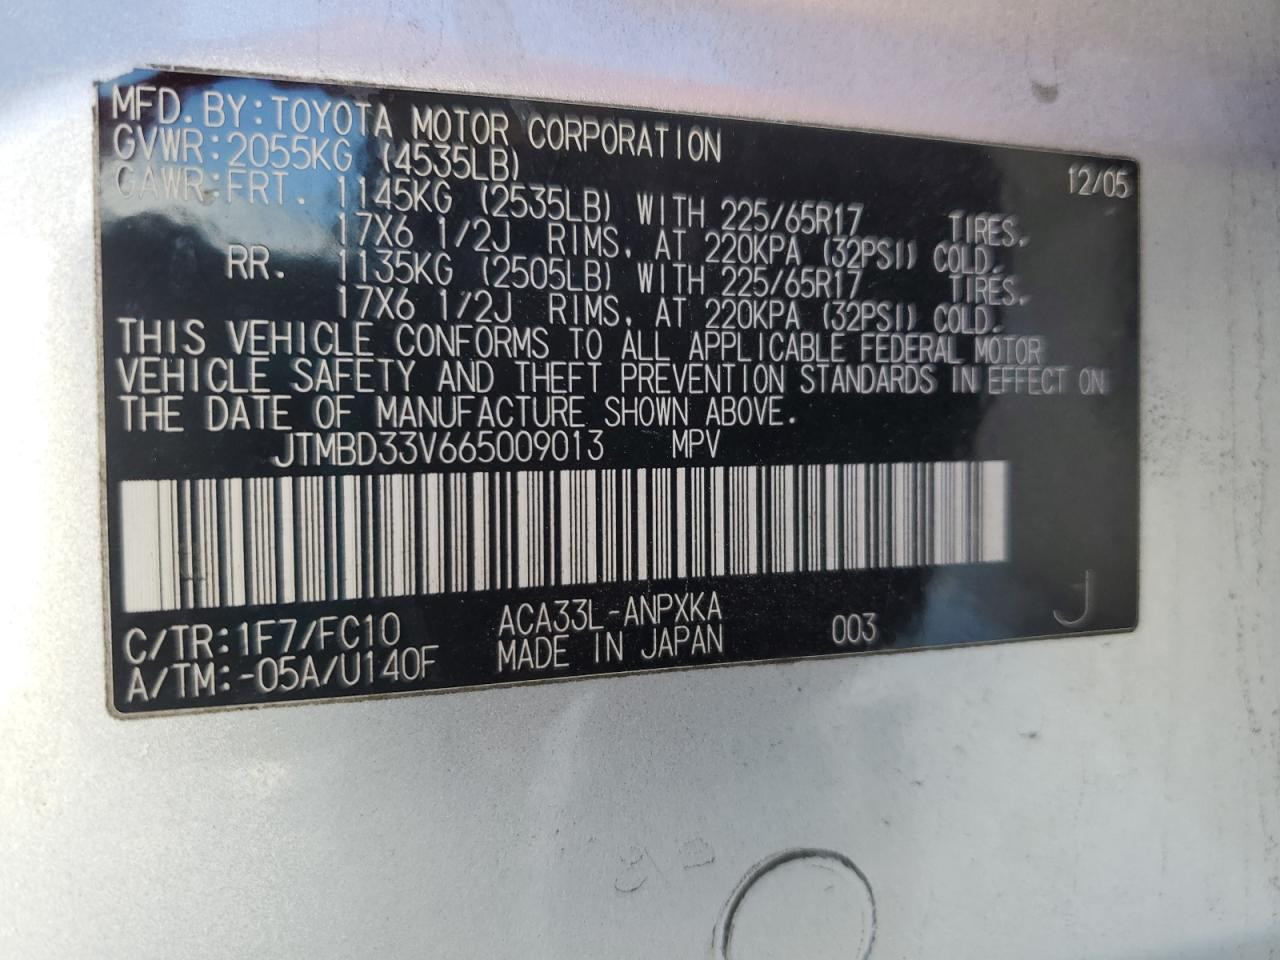 MFD.BY:TOYOTA MOTOR CORPORATION
12/05
GVWR:2055KG (4535LB)
GAWR:FRT. 1145KG (2535LB) WITH 225/65R17 TIRES,
17X6 1/2J RIMS, AT 220KPA (32PSI) COLD.
RR. 1135KG (2505LB) WITH 225/65R17 TIRES,
17X6 1/2J RIMS, AT 220KPA (32PSI) COLD.
THIS VEHICLE CONFORMS TO ALL APPLICABLE FEDERAL MOTOR
VEHICLE SAFETY AND THEFT PREVENTION STANDARDS IN EFFECT ON
THE DATE OF MANUFACTURE SHOWN ABOVE.
JTMBD33V665009013 MPV
C/TR:1F7/FC10 ACA33L-ANPXKA 003
A/TM:-05A/U140F MADE IN JAPAN
J